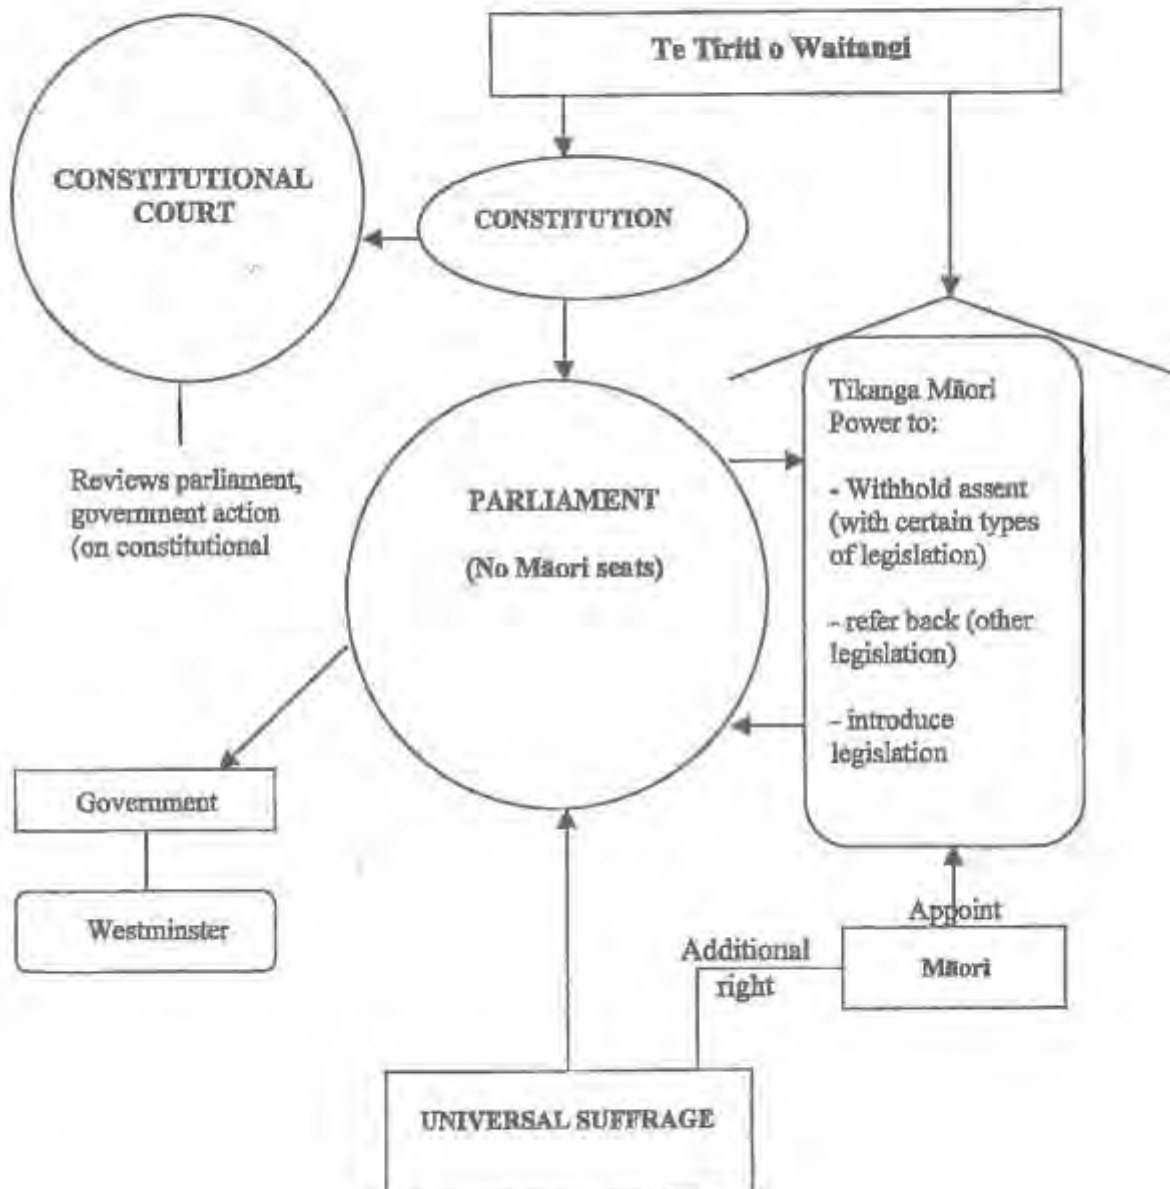 Te Tiriti o Waitangi
CONSTITUTIONAL
COURT
CONSTITUTION
Tikanga Māori
Power to:
- Withhold assent
(with certain types
of legislation)
- refer back (other
legislation)
- introduce
legislation
PARLIAMENT
(No Māori seats)
Reviews parliament,
government action
(on constitutional
Government
Westminster
Appoint
Māori
Additional
right
UNIVERSAL SUFFRAGE